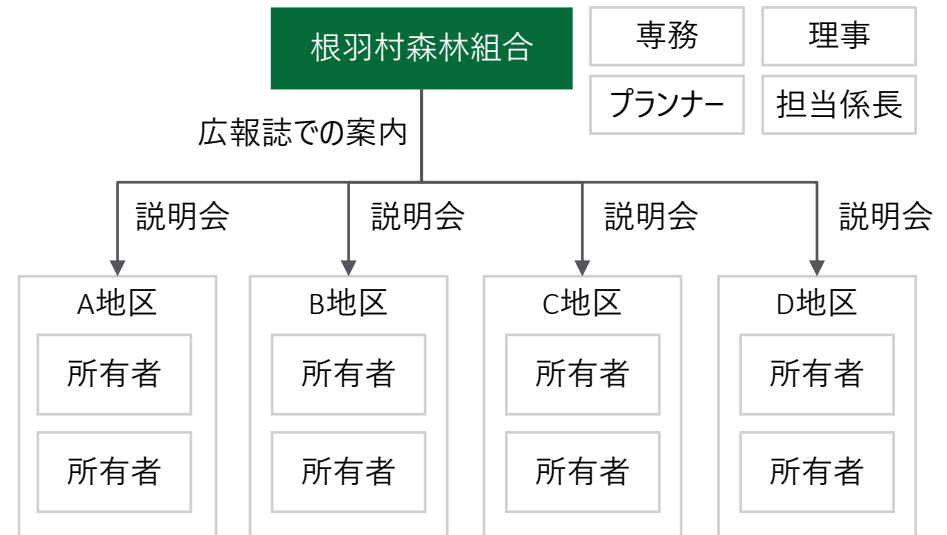 根羽村森林組合
専務
理事
プランナー
担当係長
広報誌での案内
説明会
説明会
説明会
説明会
A地区
B地区
C地区
D地区
所有者
所有者
所有者
所有者
所有者
所有者
所有者
所有者